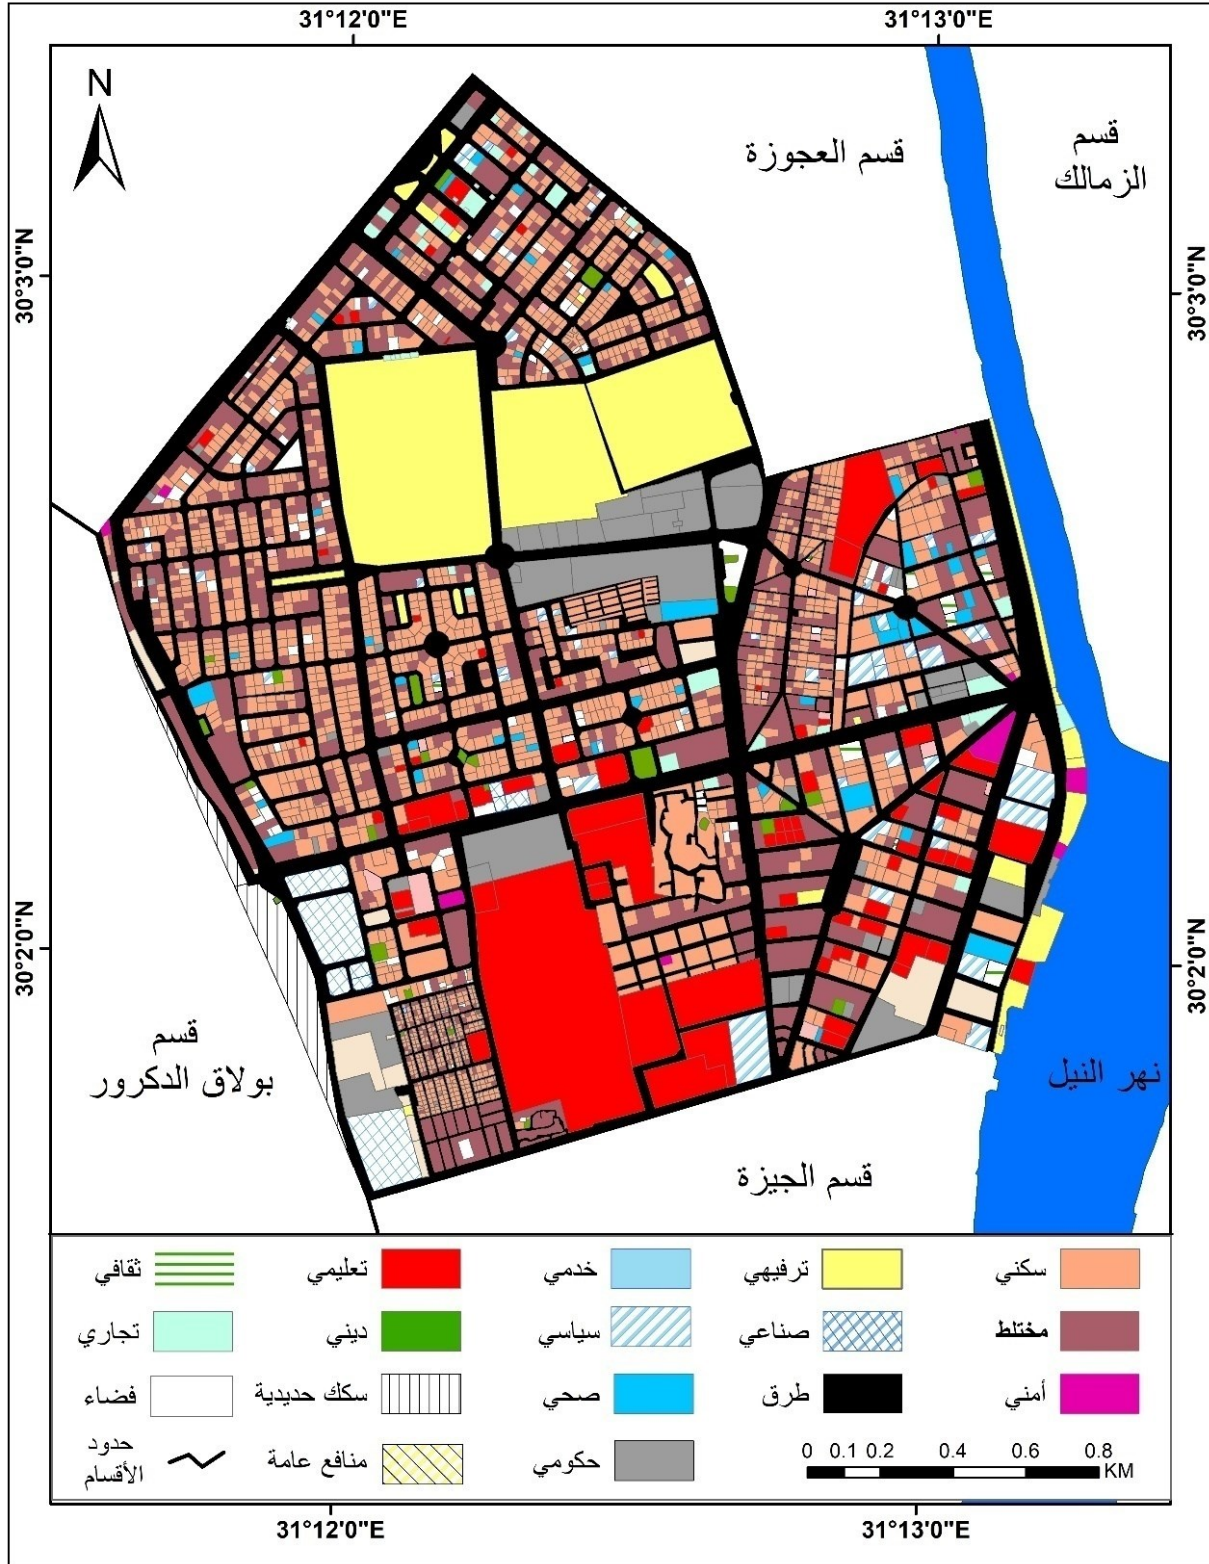 31°12'0"E
31°13'0"E
N
قسم العجوزة
قسم
الزمالك
30°3'0"N
30°3'0"N
30°2'0"N
30°2'0"N
قسم
بولاق الدكرور
نهر النيل
قسم الجيزة
سكني
ترفيهي
خدمي
تعليمي
ثقافي
مختلط
صناعي
سياسي
ديني
تجاري
أمني
طرق
صحي
سكك حديدية
فضاء
حكومي
منافع عامة
حدود
الأقسام
0 0.1 0.2 0.4 0.6 0.8
KM
31°12'0"E
31°13'0"E